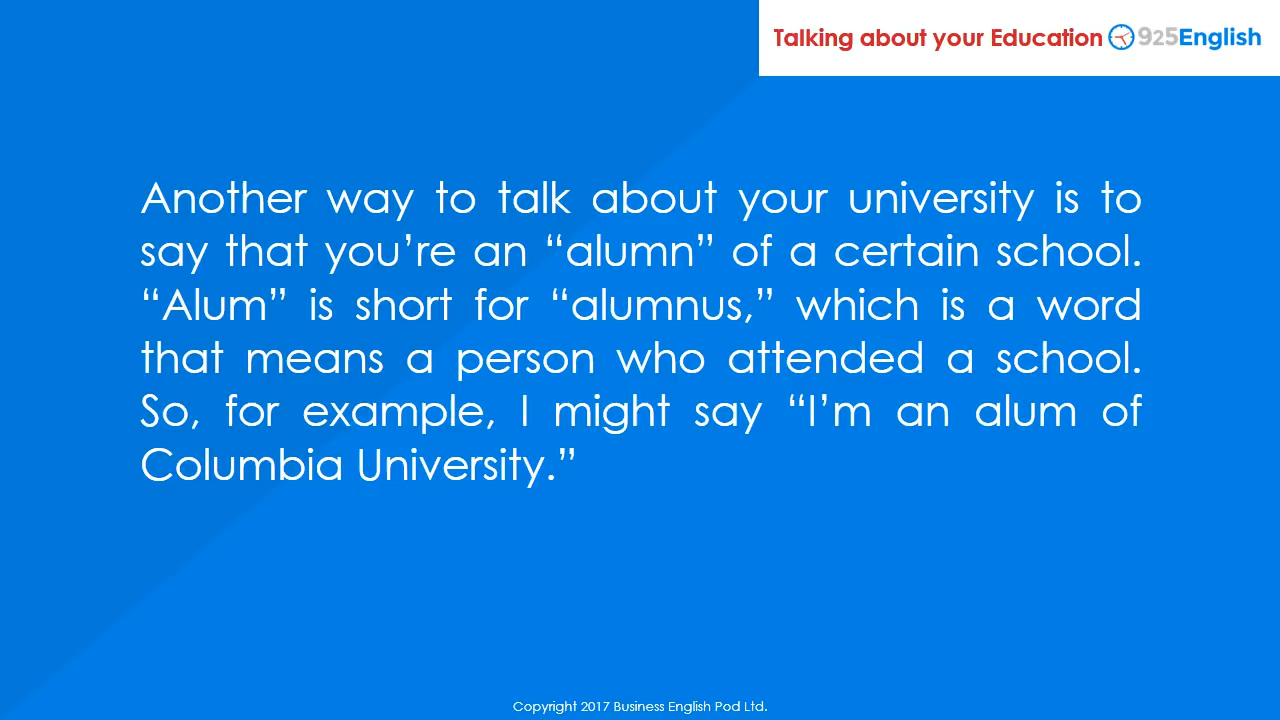 Talking about your Education 925English
Another way to talk about your university is to
say that you’re an “alumn” of a certain school.
“Alum” is short for “alumnus,” which is a word
that means a person who attended a school.
So, for example, I might say “I’m an alum of
Columbia University.”
Copyright 2017 Business English Pod Ltd.